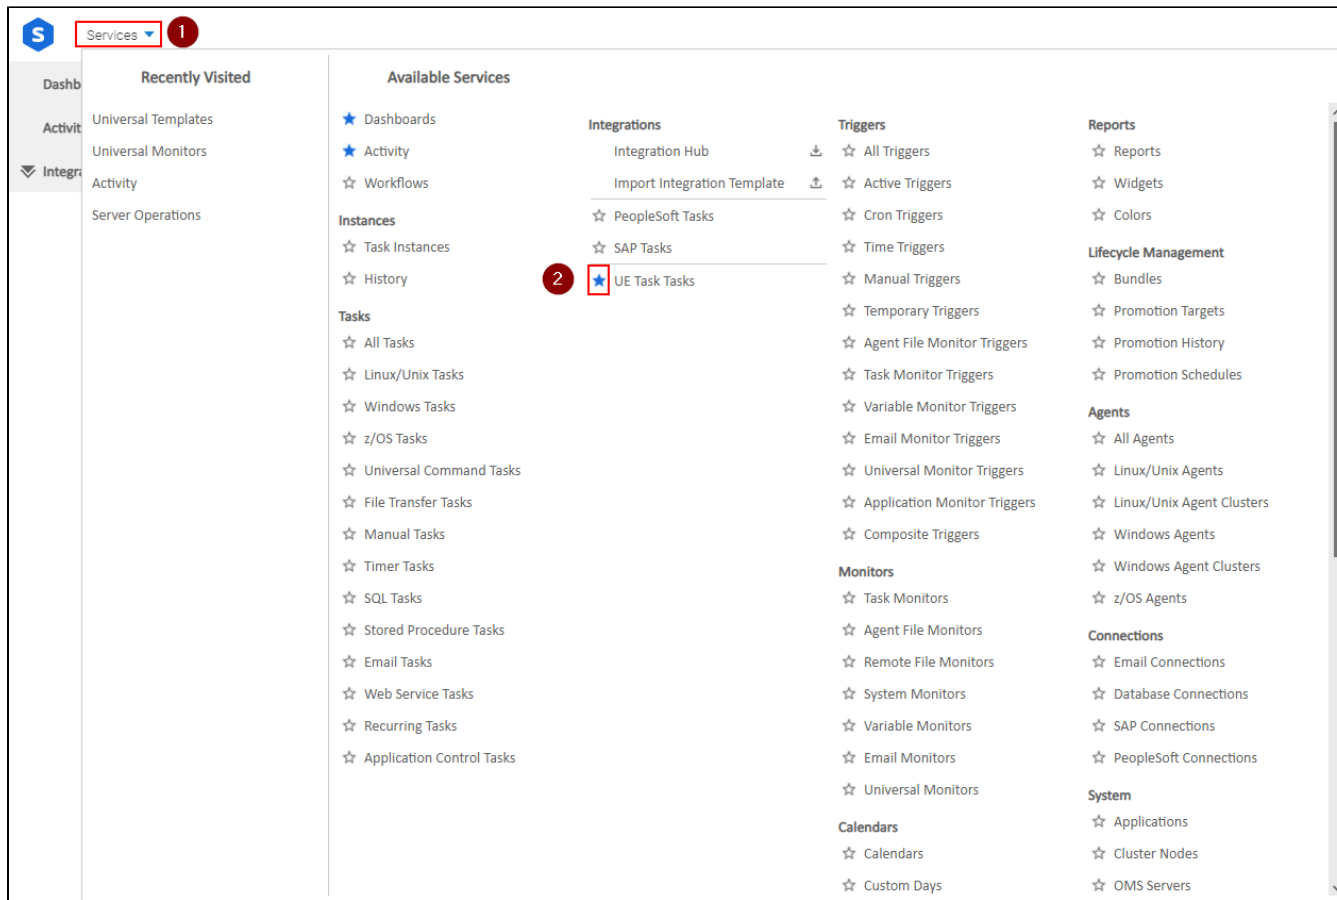 S
Services
1
Dashb
Activit
Integra
Recently Visited
Universal Templates
Universal Monitors
Activity
Server Operations
Available Services
Dashboards
Activity
Workflows
Instances
Task Instances
History
Tasks
All Tasks
Linux/Unix Tasks
Windows Tasks
z/OS Tasks
Universal Command Tasks
File Transfer Tasks
Manual Tasks
Timer Tasks
SQL Tasks
Stored Procedure Tasks
Email Tasks
Web Service Tasks
Recurring Tasks
Application Control Tasks
Integrations
Integration Hub
Import Integration Template
PeopleSoft Tasks
SAP Tasks
2
UE Task Tasks
Triggers
All Triggers
Active Triggers
Cron Triggers
Time Triggers
Manual Triggers
Temporary Triggers
Agent File Monitor Triggers
Task Monitor Triggers
Variable Monitor Triggers
Email Monitor Triggers
Universal Monitor Triggers
Application Monitor Triggers
Composite Triggers
Monitors
Task Monitors
Agent File Monitors
Remote File Monitors
System Monitors
Variable Monitors
Email Monitors
Universal Monitors
Calendars
Calendars
Custom Days
Reports
Reports
Widgets
Colors
Lifecycle Management
Bundles
Promotion Targets
Promotion History
Promotion Schedules
Agents
All Agents
Linux/Unix Agents
Linux/Unix Agent Clusters
Windows Agents
Windows Agent Clusters
z/OS Agents
Connections
Email Connections
Database Connections
SAP Connections
PeopleSoft Connections
System
Applications
Cluster Nodes
OMS Servers